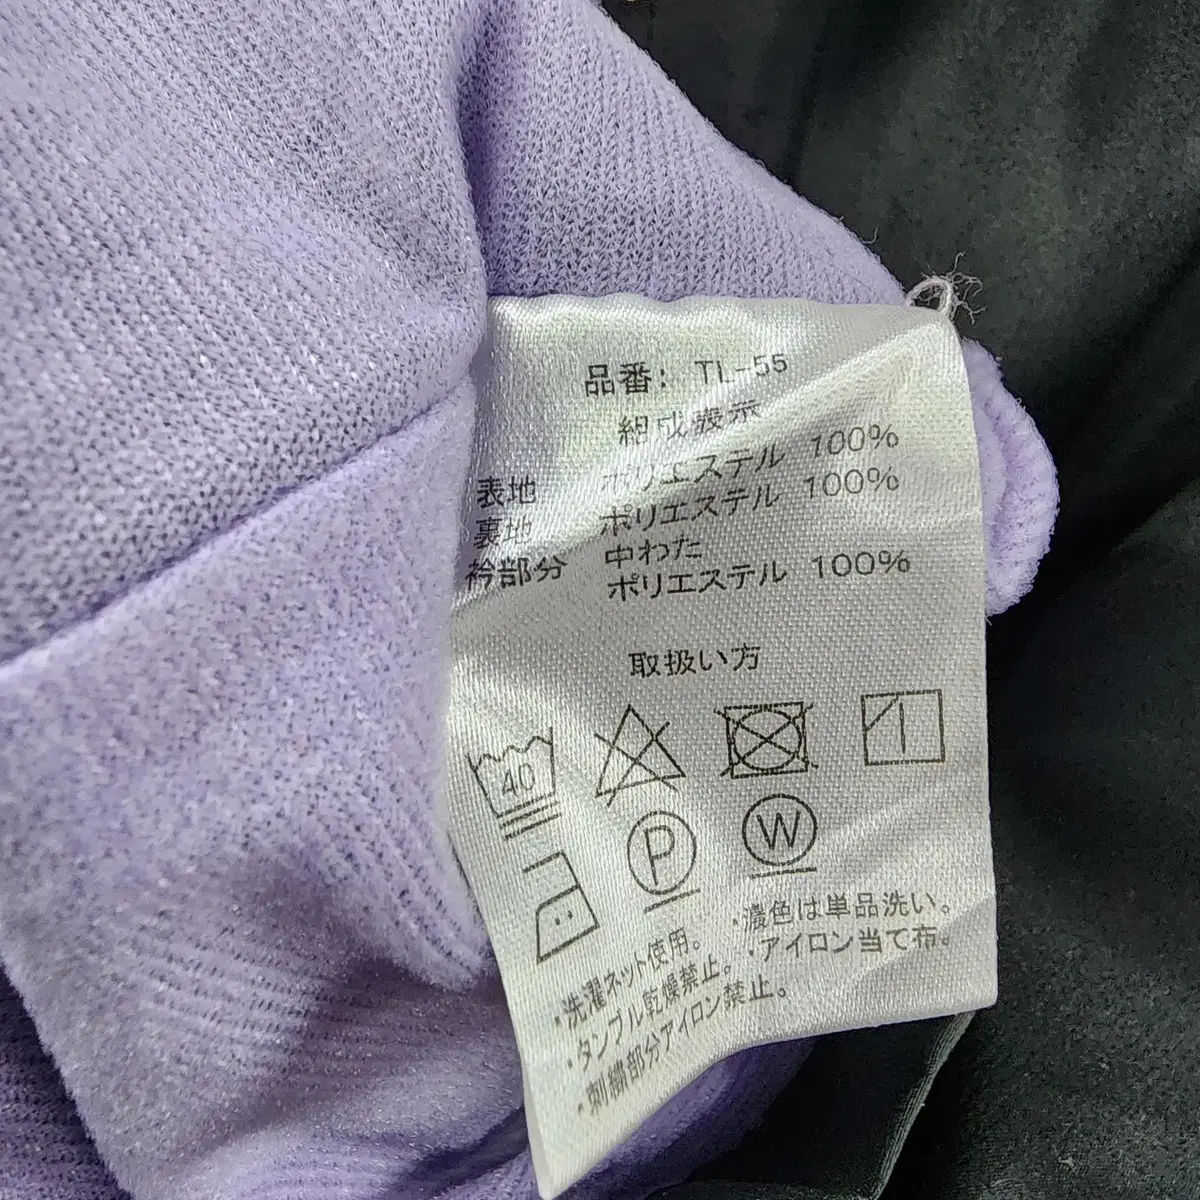 品番: TL-55
組成表示
表地 ポリエステル 100%
裏地 ポリエステル 100%
衿部分 中わた
ポリエステル 100%
取扱い方
40
P W
・洗濯ネット使用。 ・濃色は単品洗い。
・タンブル乾燥禁止。 ・アイロン当て布。
・刺繍部分アイロン禁止。